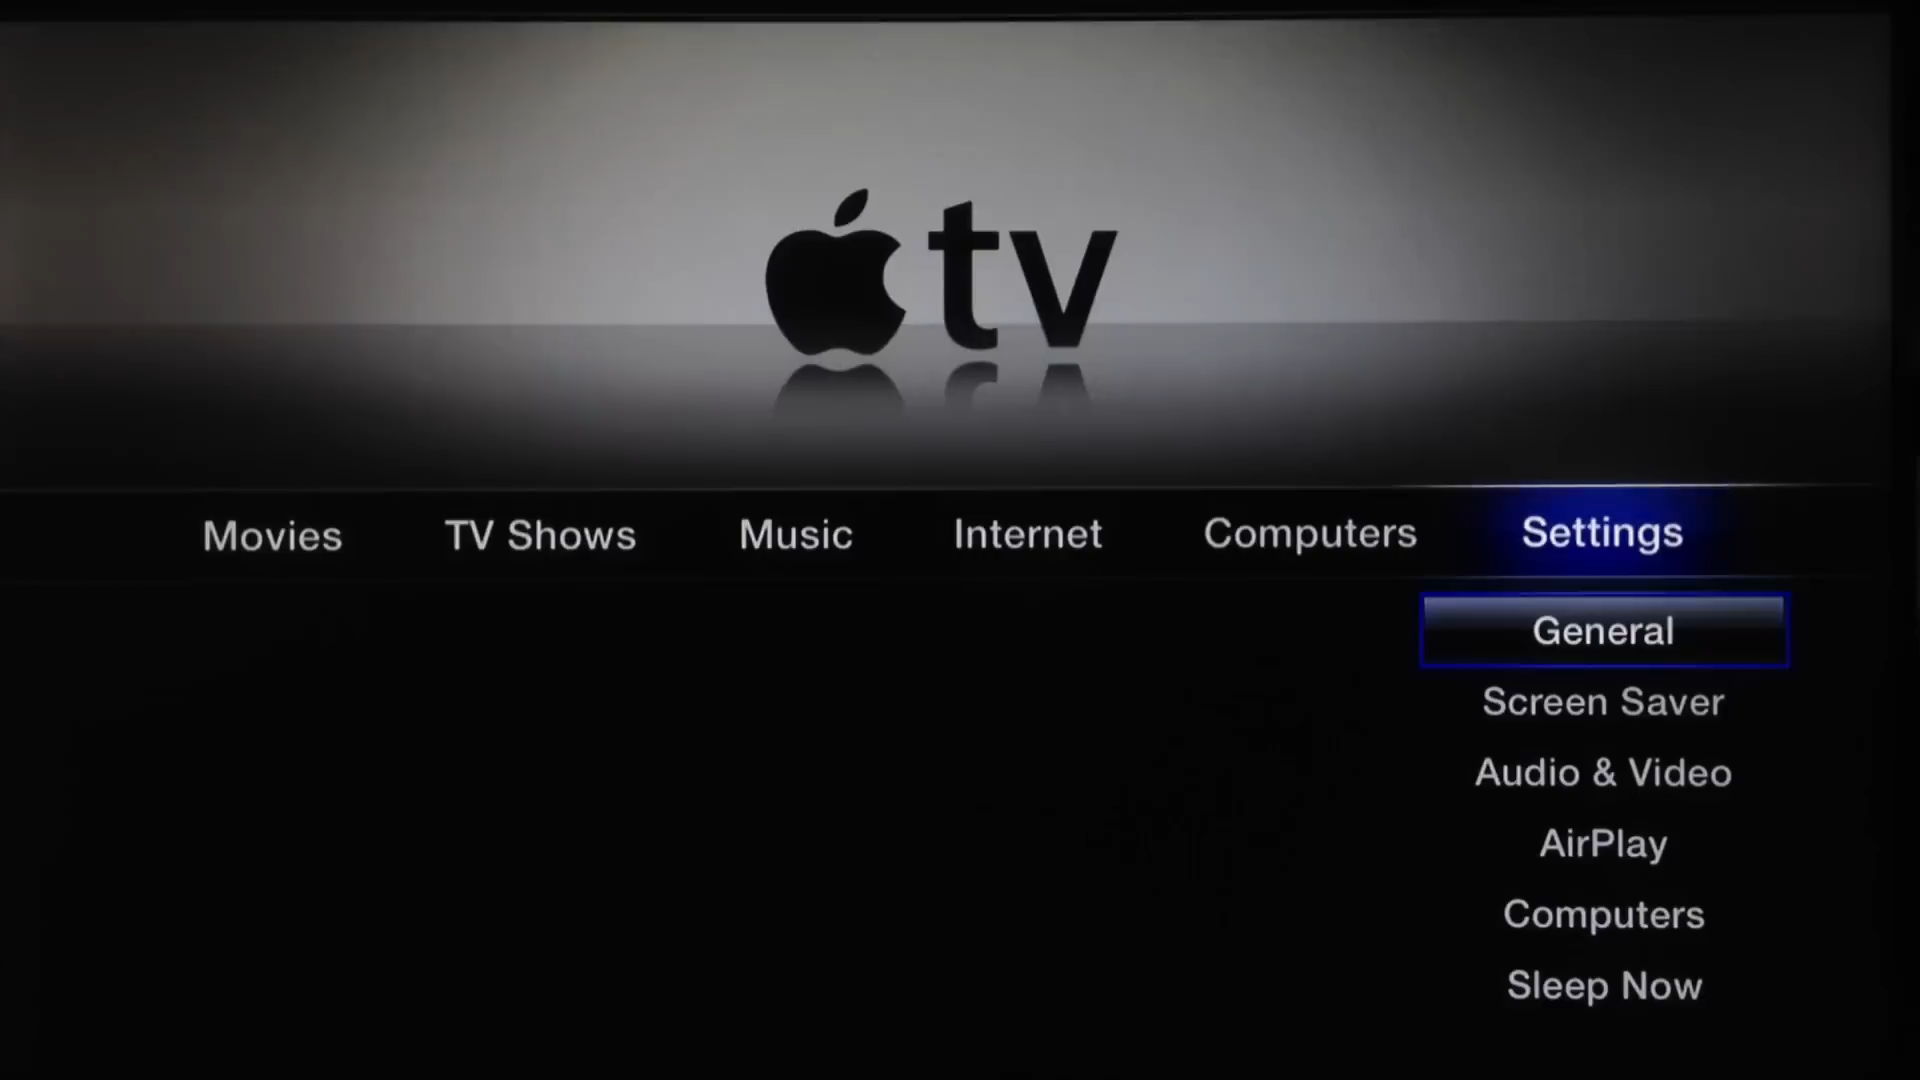 tv
Movies TV Shows Music Internet Computers Settings
General
Screen Saver
Audio & Video
AirPlay
Computers
Sleep Now